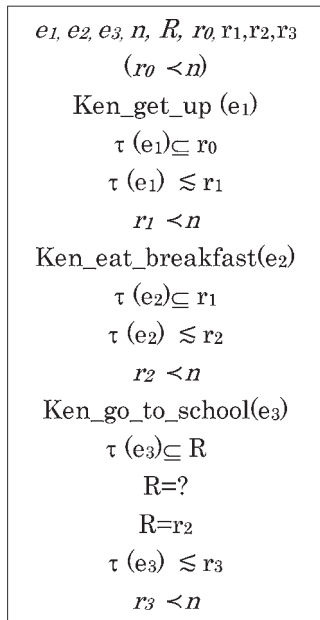 e₁, e₂, e₃, n, R, r₀, r₁,r₂,r₃
(r₀ ≺n)
Ken_get_up (e₁)
τ (e₁)⊆ r₀
τ (e₁) ≲ r₁
r₁ ≺n
Ken_eat_breakfast(e₂)
τ (e₂)⊆ r₁
τ (e₂) ≲ r₂
r₂ ≺n
Ken_go_to_school(e₃)
τ (e₃)⊆ R
R=?
R=r₂
τ (e₃) ≲ r₃
r₃ ≺n